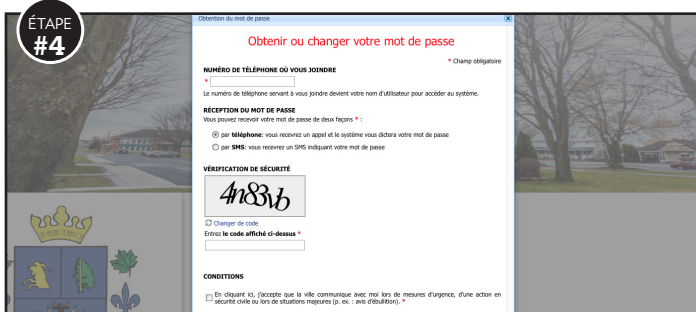 ÉTAPE
#4
Obtention du mot de passe
Obtenir ou changer votre mot de passe
* Champ obligatoire
NUMÉRO DE TÉLÉPHONE OÙ VOUS JOINDRE
*
Le numéro de téléphone servant à vous joindre devient votre nom d'utilisateur pour accéder au système.
RÉCEPTION DU MOT DE PASSE
Vous pouvez recevoir votre mot de passe de deux façons * :
par téléphone: vous recevrez un appel et le système vous dictera votre mot de passe
par SMS: vous recevrez un SMS indiquant votre mot de passe
VÉRIFICATION DE SÉCURITÉ
4n83vb
Changer de code
Entrez le code affiché ci-dessus *
CONDITIONS
En cliquant ici, j'accepte que la ville communique avec moi lors de mesures d'urgence, d'une action en
sécurité civile ou lors de situations majeures (p. ex. : avis d'ébullition). *